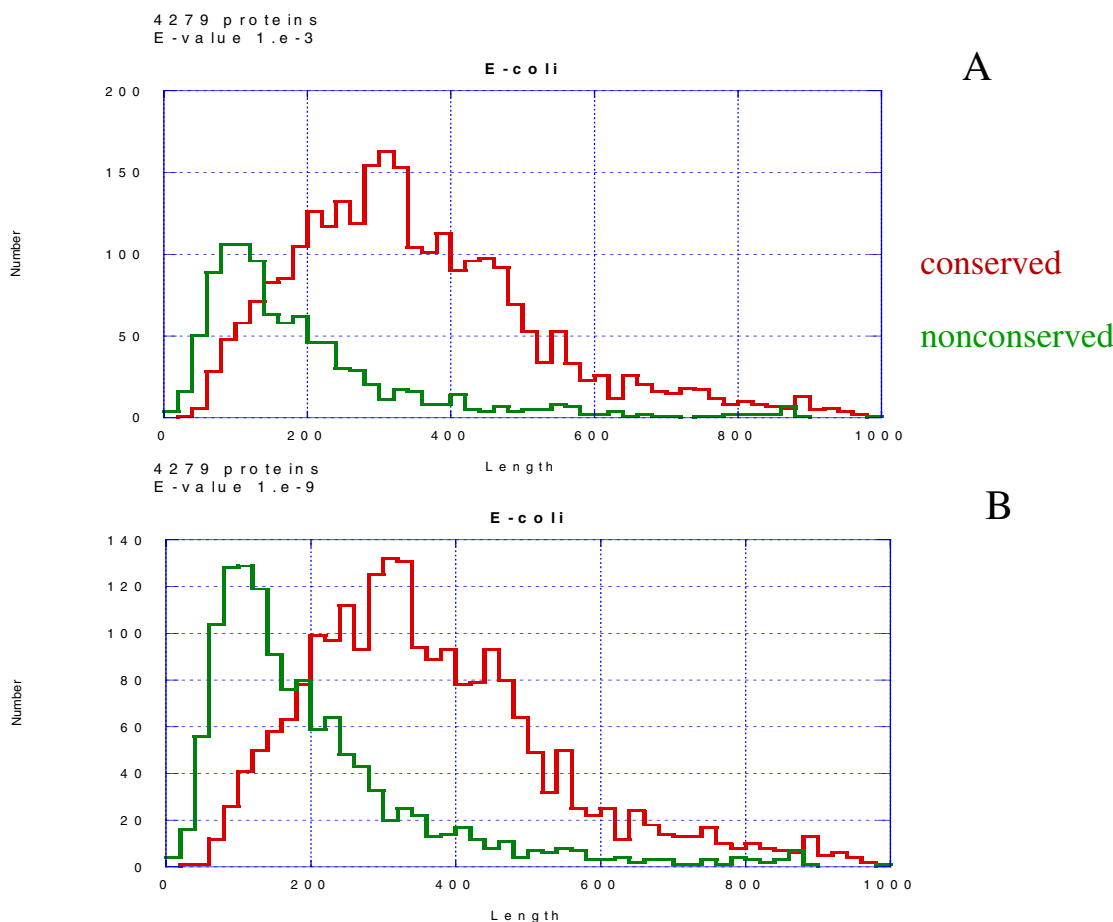 4279 proteins
E-value 1.e-3
A
E-coli
200
150
100
50
0
Number
0 200 400 600 800 1000
Length
conserved
nonconserved
4279 proteins
E-value 1.e-9
B
E-coli
140
120
100
80
60
40
20
0
Number
0 200 400 600 800 1000
Length